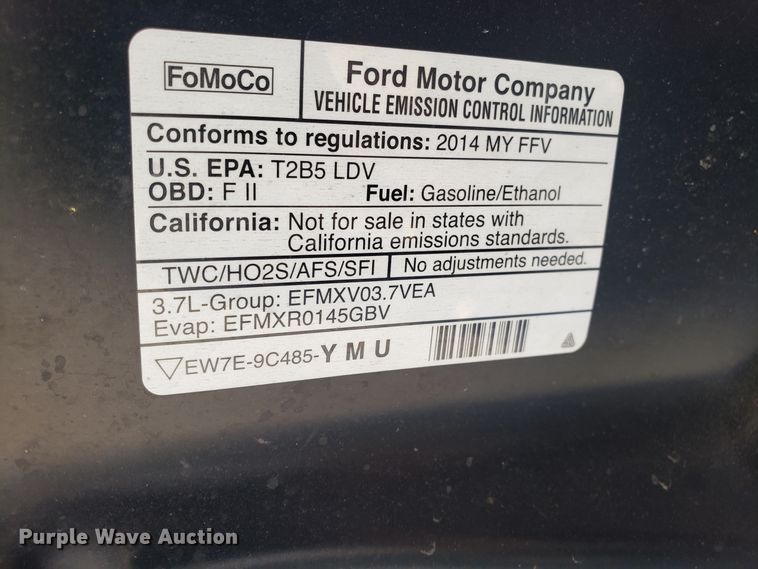 FoMoCo
Ford Motor Company
VEHICLE EMISSION CONTROL INFORMATION
Conforms to regulations: 2014 MY FFV
U.S. EPA: T2B5 LDV
OBD: F II Fuel: Gasoline/Ethanol
California: Not for sale in states with
California emissions standards.
TWC/HO2S/AFS/SFI No adjustments needed.
3.7L-Group: EFMXV03.7VEA
Evap: EFMXR0145GBV
EW7E-9C485-YMU
Purple Wave Auction